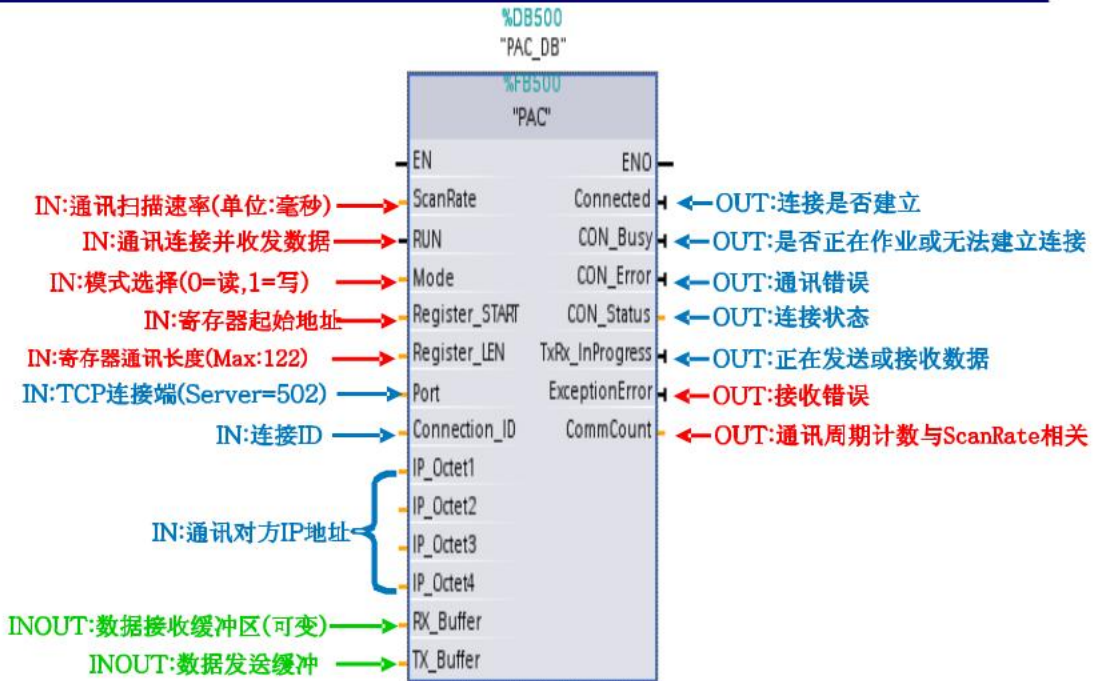 %DB500
"PAC_DB"
%FB500
"PAC"
EN ENO
IN:通讯扫描速率(单位:毫秒) ScanRate Connected OUT:连接是否建立
IN:通讯连接并收发数据 RUN CON_Busy OUT:是否正在作业或无法建立连接
IN:模式选择(0=读,1=写) Mode CON_Error OUT:通讯错误
IN:寄存器起始地址 Register_START CON_Status OUT:连接状态
IN:寄存器通讯长度(Max:122) Register_LEN TxRx_InProgress OUT:正在发送或接收数据
IN:TCP连接端(Server=502) Port ExceptionError OUT:接收错误
IN:连接ID Connection_ID CommCount OUT:通讯周期计数与ScanRate相关
IP_Octet1
IP_Octet2
IN:通讯对方IP地址 IP_Octet3
IP_Octet4
INOUT:数据接收缓冲区(可变) RX_Buffer
INOUT:数据发送缓冲 TX_Buffer